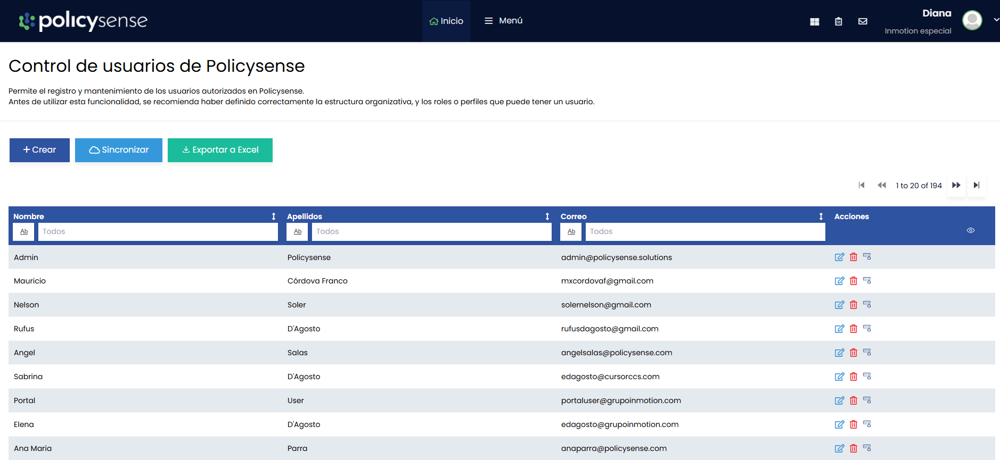 policysense
Inicio
Menú
Diana
Inmotion especial
Control de usuarios de Policysense
Permite el registro y mantenimiento de los usuarios autorizados en Policysense.
Antes de utilizar esta funcionalidad, se recomienda haber definido correctamente la estructura organizativa, y los roles o perfiles que puede tener un usuario.
+ Crear
Sincronizar
Exportar a Excel
1 to 20 of 194
Nombre Apellidos Correo Acciones
Ab Todos Ab Todos Ab Todos
Admin Policysense admin@policysense.solutions
Mauricio Córdova Franco mxcordovaf@gmail.com
Nelson Soler solernelson@gmail.com
Rufus D'Agosto rufusdagosto@gmail.com
Angel Salas angelsalas@policysense.com
Sabrina D'Agosto edagosto@cursorccs.com
Portal User portaluser@grupoinmotion.com
Elena D'Agosto edagosto@grupoinmotion.com
Ana Maria Parra anaparra@policysense.com